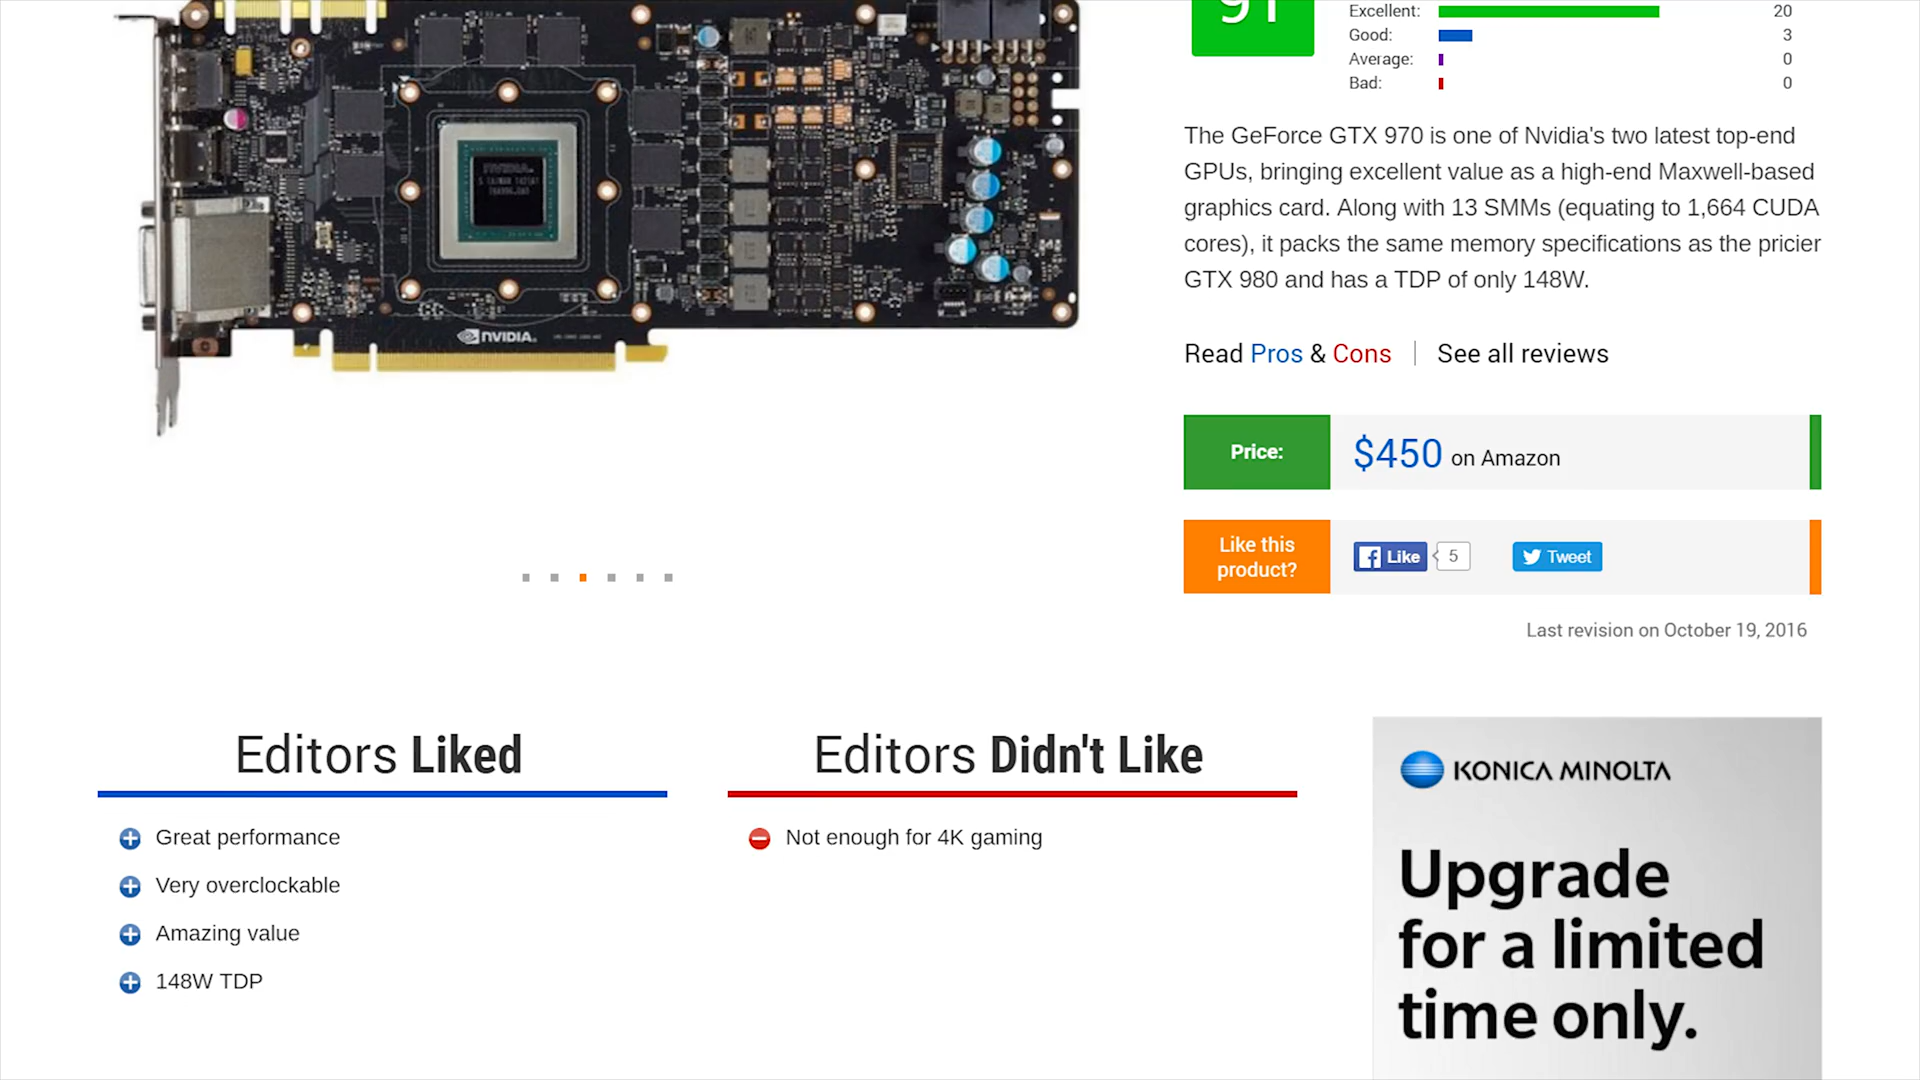 91
Excellent: 20
Good: 3
Average: 0
Bad: 0
The GeForce GTX 970 is one of Nvidia's two latest top-end
GPUs, bringing excellent value as a high-end Maxwell-based
graphics card. Along with 13 SMMs (equating to 1,664 CUDA
cores), it packs the same memory specifications as the pricier
GTX 980 and has a TDP of only 148W.
Read Pros & Cons | See all reviews
Price: $450 on Amazon
Like this
product?
Like 5 Tweet
Last revision on October 19, 2016
NVIDIA.
Editors Liked
Great performance
Very overclockable
Amazing value
148W TDP
Editors Didn't Like
Not enough for 4K gaming
KONICA MINOLTA
Upgrade
for a limited
time only.